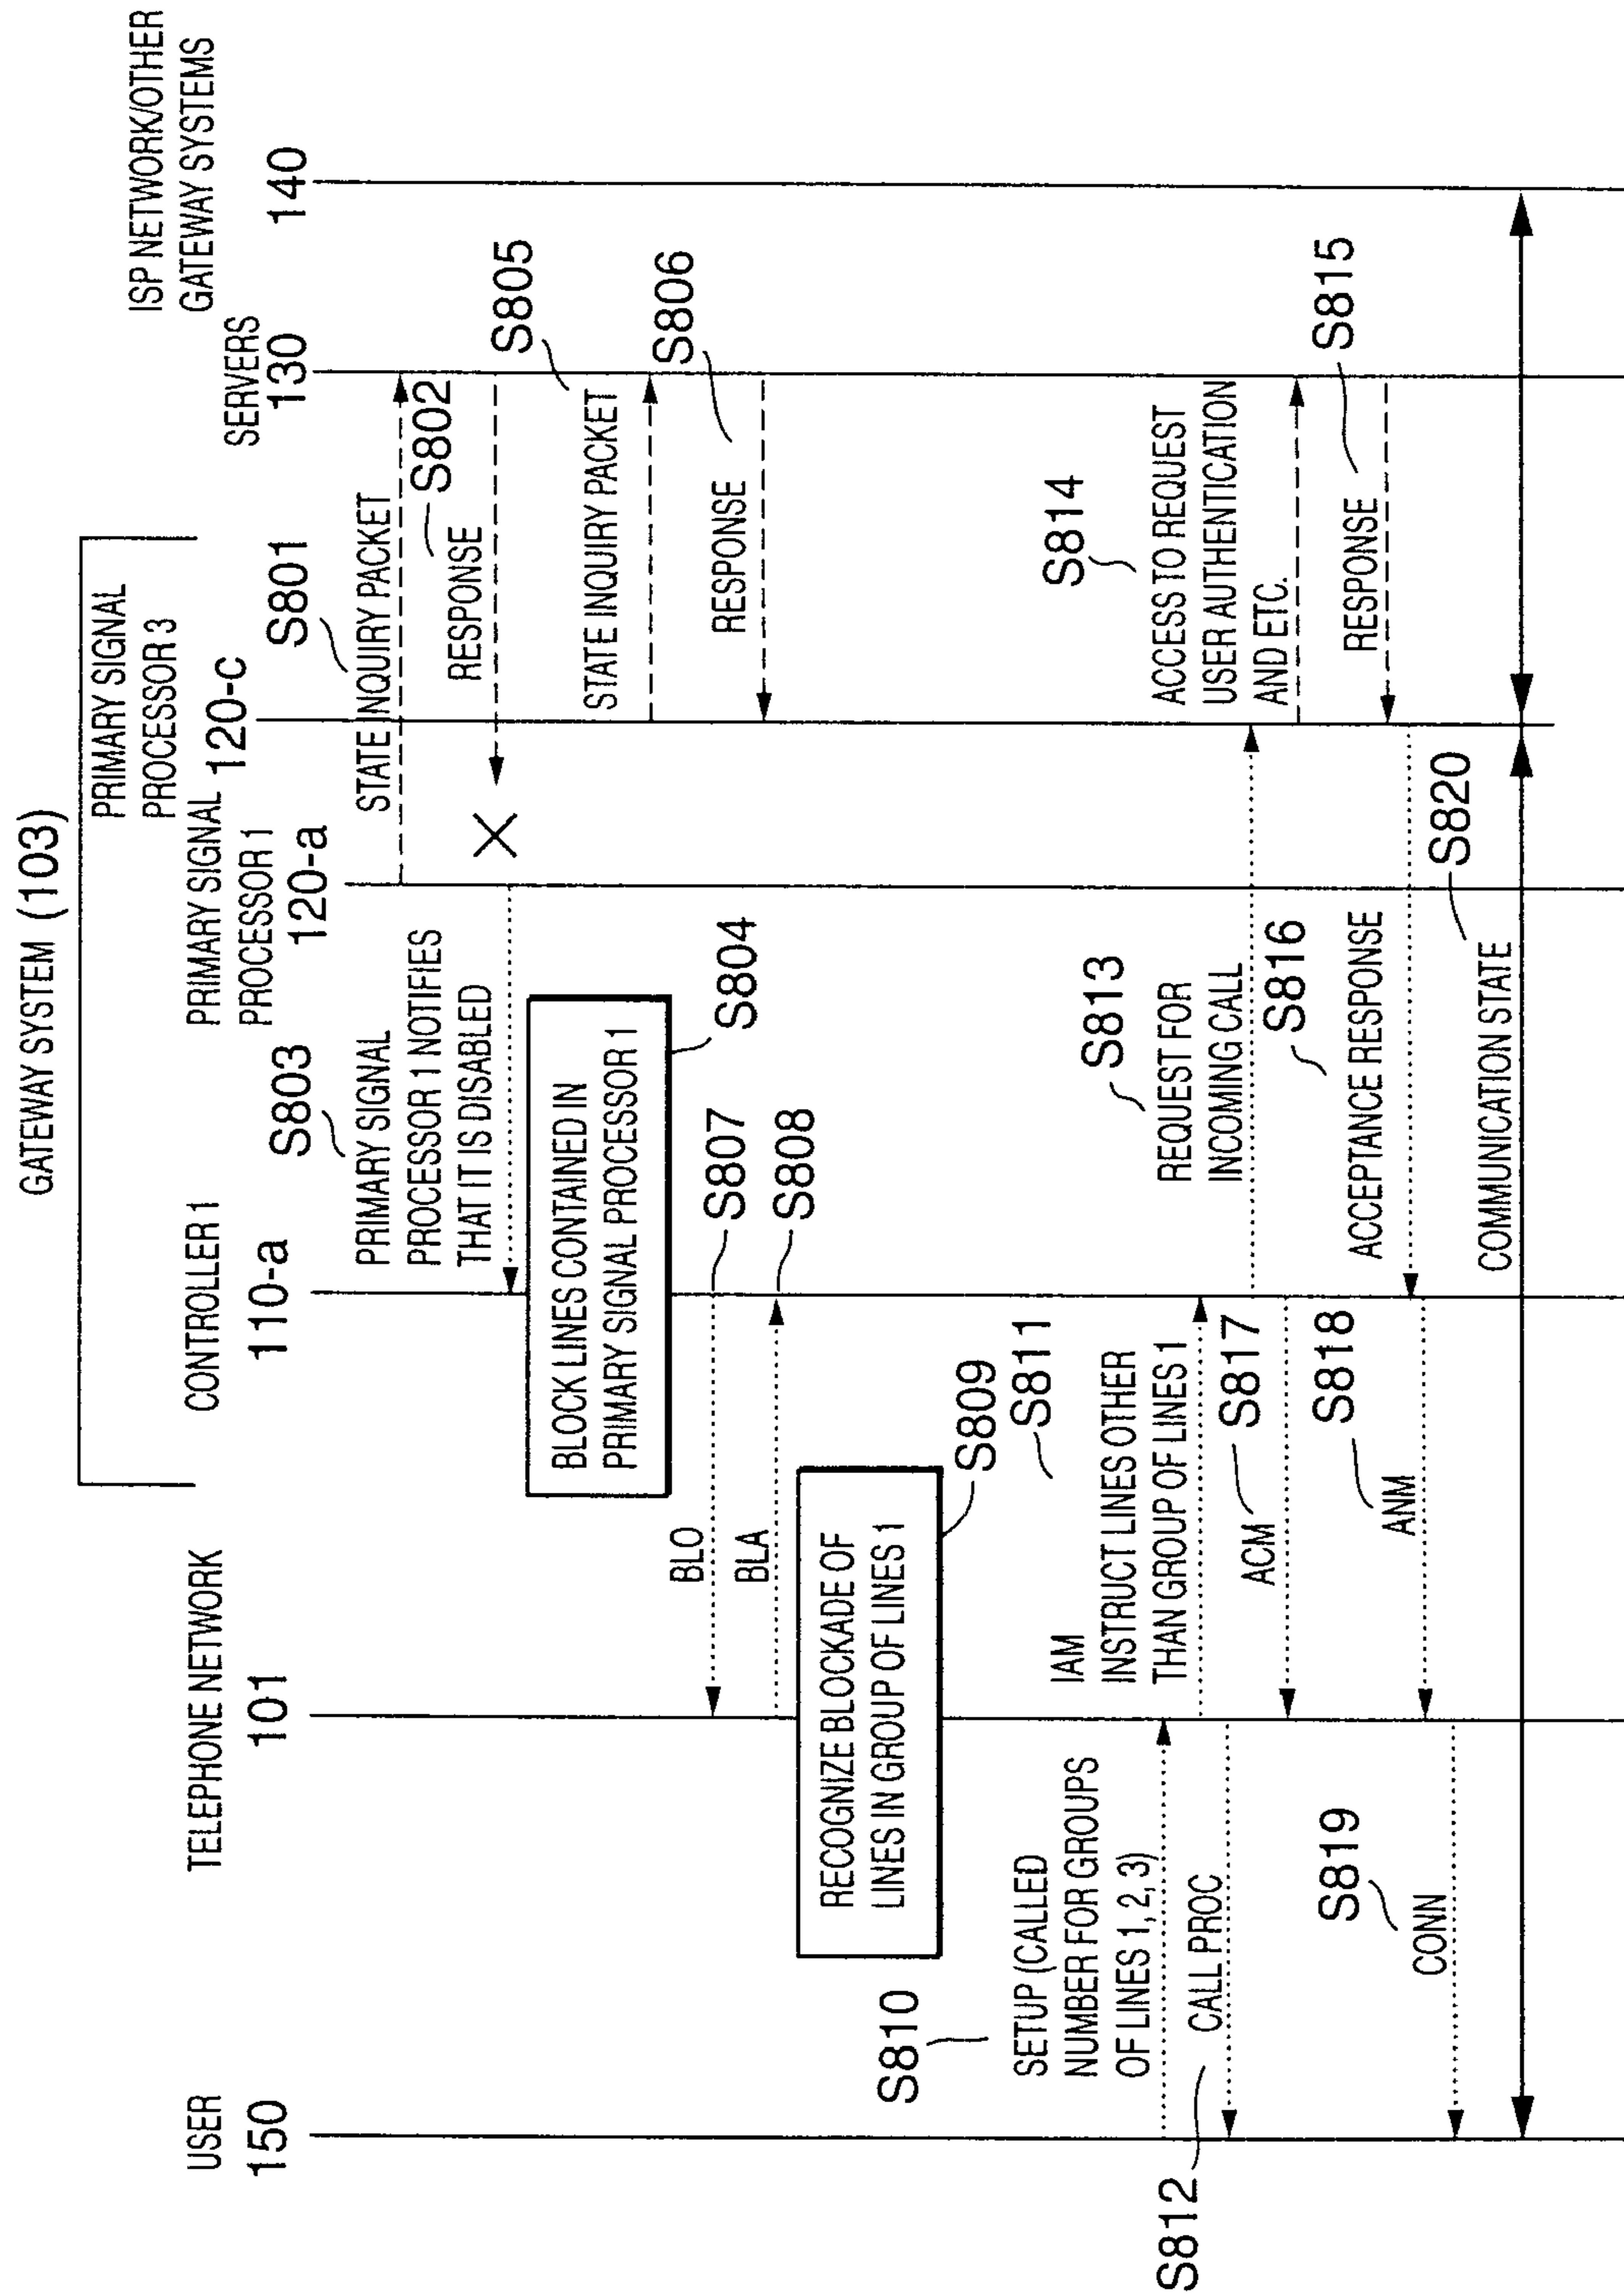 GATEWAY SYSTEM (103)
USER
150
TELEPHONE NETWORK
101
CONTROLLER 1
110-a
PRIMARY SIGNAL
PROCESSOR 1
120-a
PRIMARY SIGNAL
PROCESSOR 3
120-c
SERVERS
130
ISP NETWORK/OTHER
GATEWAY SYSTEMS
140
S801
STATE INQUIRY PACKET
S802
RESPONSE
S803
PRIMARY SIGNAL
PROCESSOR 1 NOTIFIES
THAT IT IS DISABLED
BLOCK LINES CONTAINED IN
PRIMARY SIGNAL PROCESSOR 1
S804
S805
STATE INQUIRY PACKET
S806
RESPONSE
BLO
S807
BLA
S808
RECOGNIZE BLOCKADE OF
LINES IN GROUP OF LINES 1
S809
S810
SETUP (CALLED
NUMBER FOR GROUPS
OF LINES 1, 2, 3)
S811
IAM
INSTRUCT LINES OTHER
THAN GROUP OF LINES 1
S812
CALL PROC
S813
REQUEST FOR
INCOMING CALL
S814
ACCESS TO REQUEST
USER AUTHENTICATION
AND ETC.
S815
RESPONSE
S816
ACCEPTANCE RESPONSE
ACM
S817
ANM
S818
S819
CONN
COMMUNICATION STATE
S820